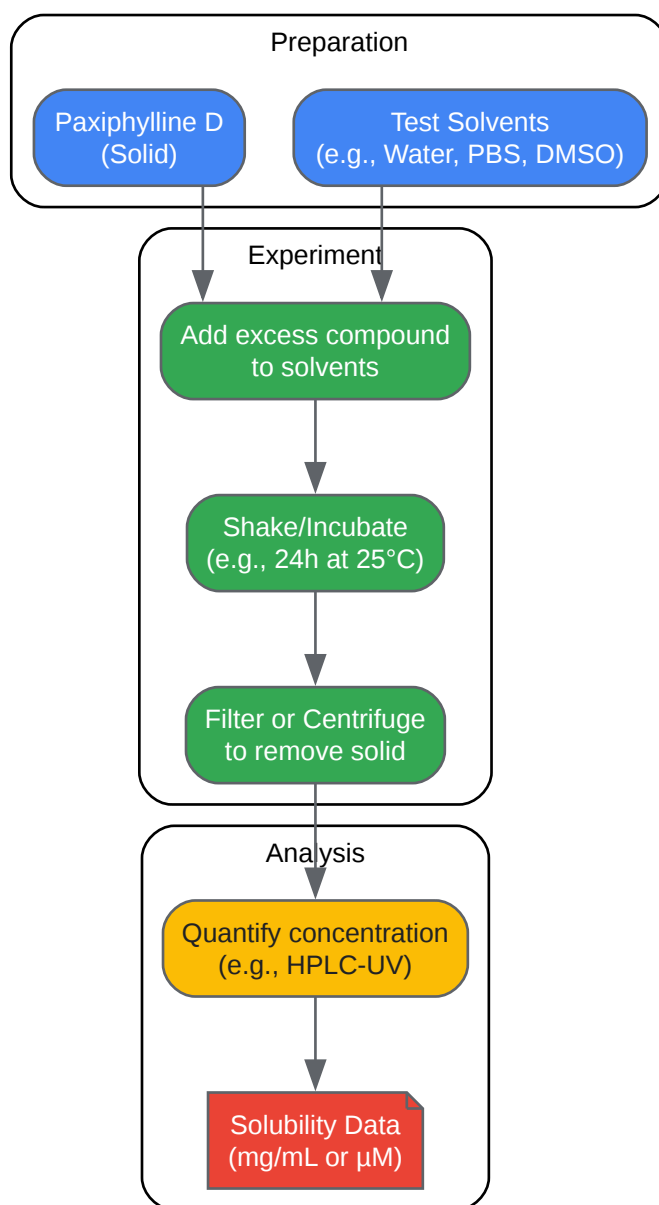 Preparation
Paxiphylline D
(Solid)
Test Solvents
(e.g., Water, PBS, DMSO)
Experiment
Add excess compound
to solvents
Shake/Incubate
(e.g., 24h at 25°C)
Filter or Centrifuge
to remove solid
Analysis
Quantify concentration
(e.g., HPLC-UV)
Solubility Data
(mg/mL or µM)